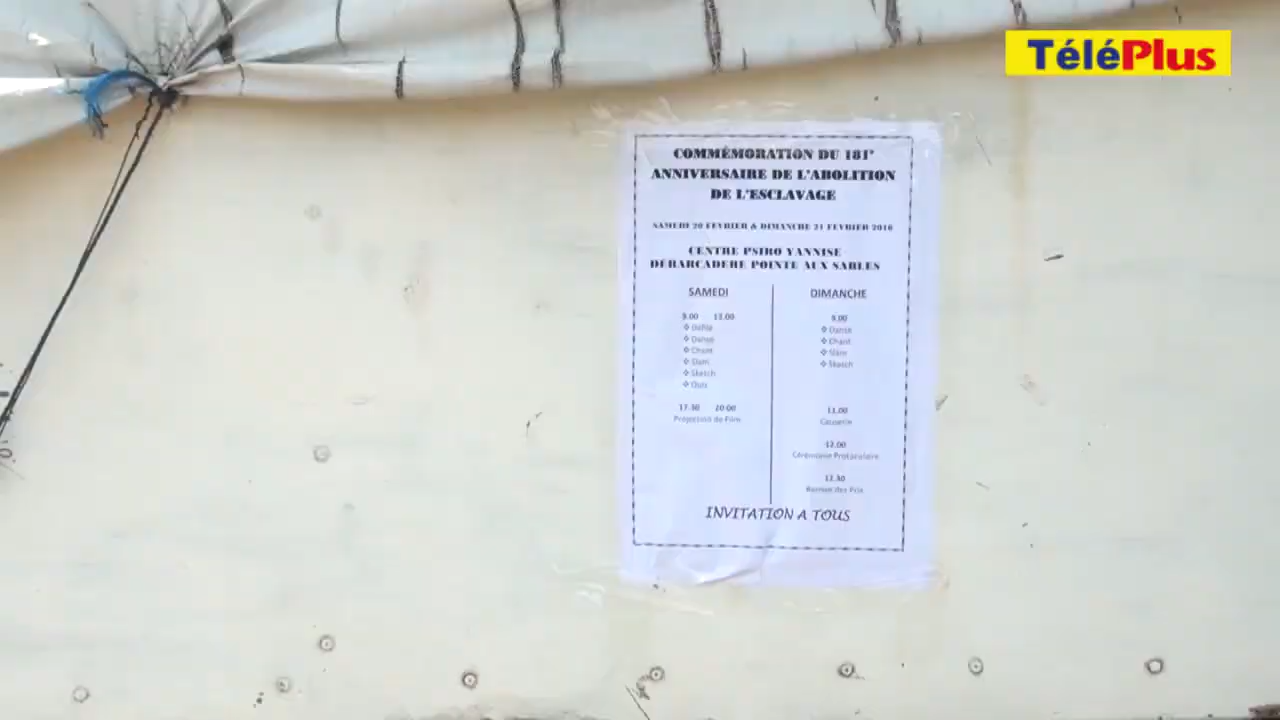 TéléPlus
COMMÉMORATION DU 181e
ANNIVERSAIRE DE L'ABOLITION
DE L'ESCLAVAGE
SAMEDI 20 FEVRIER & DIMANCHE 21 FEVRIER 2016
CENTRE PSIRO YANNISE
DEBARCADERE POINTE AUX SABLES
SAMEDI
9.00 13.00
Défilé
Danse
Chant
Slam
Sketch
Quiz
17.30 20.00
Projection de Film
DIMANCHE
9.00
Danse
Chant
Slam
Sketch
11.00
Causerie
12.00
Cérémonie Protocolaire
12.30
Remise des Prix
INVITATION A TOUS